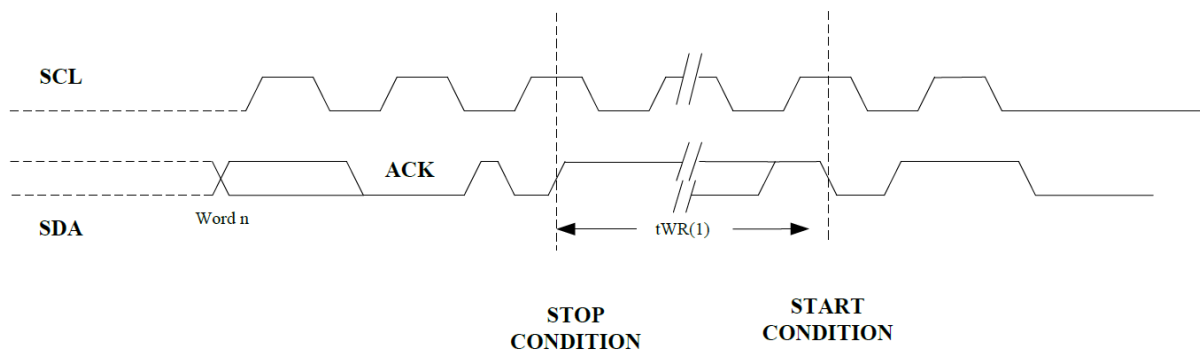 SCL
ACK
Word n
SDA
tWR(1)
STOP
CONDITION
START
CONDITION